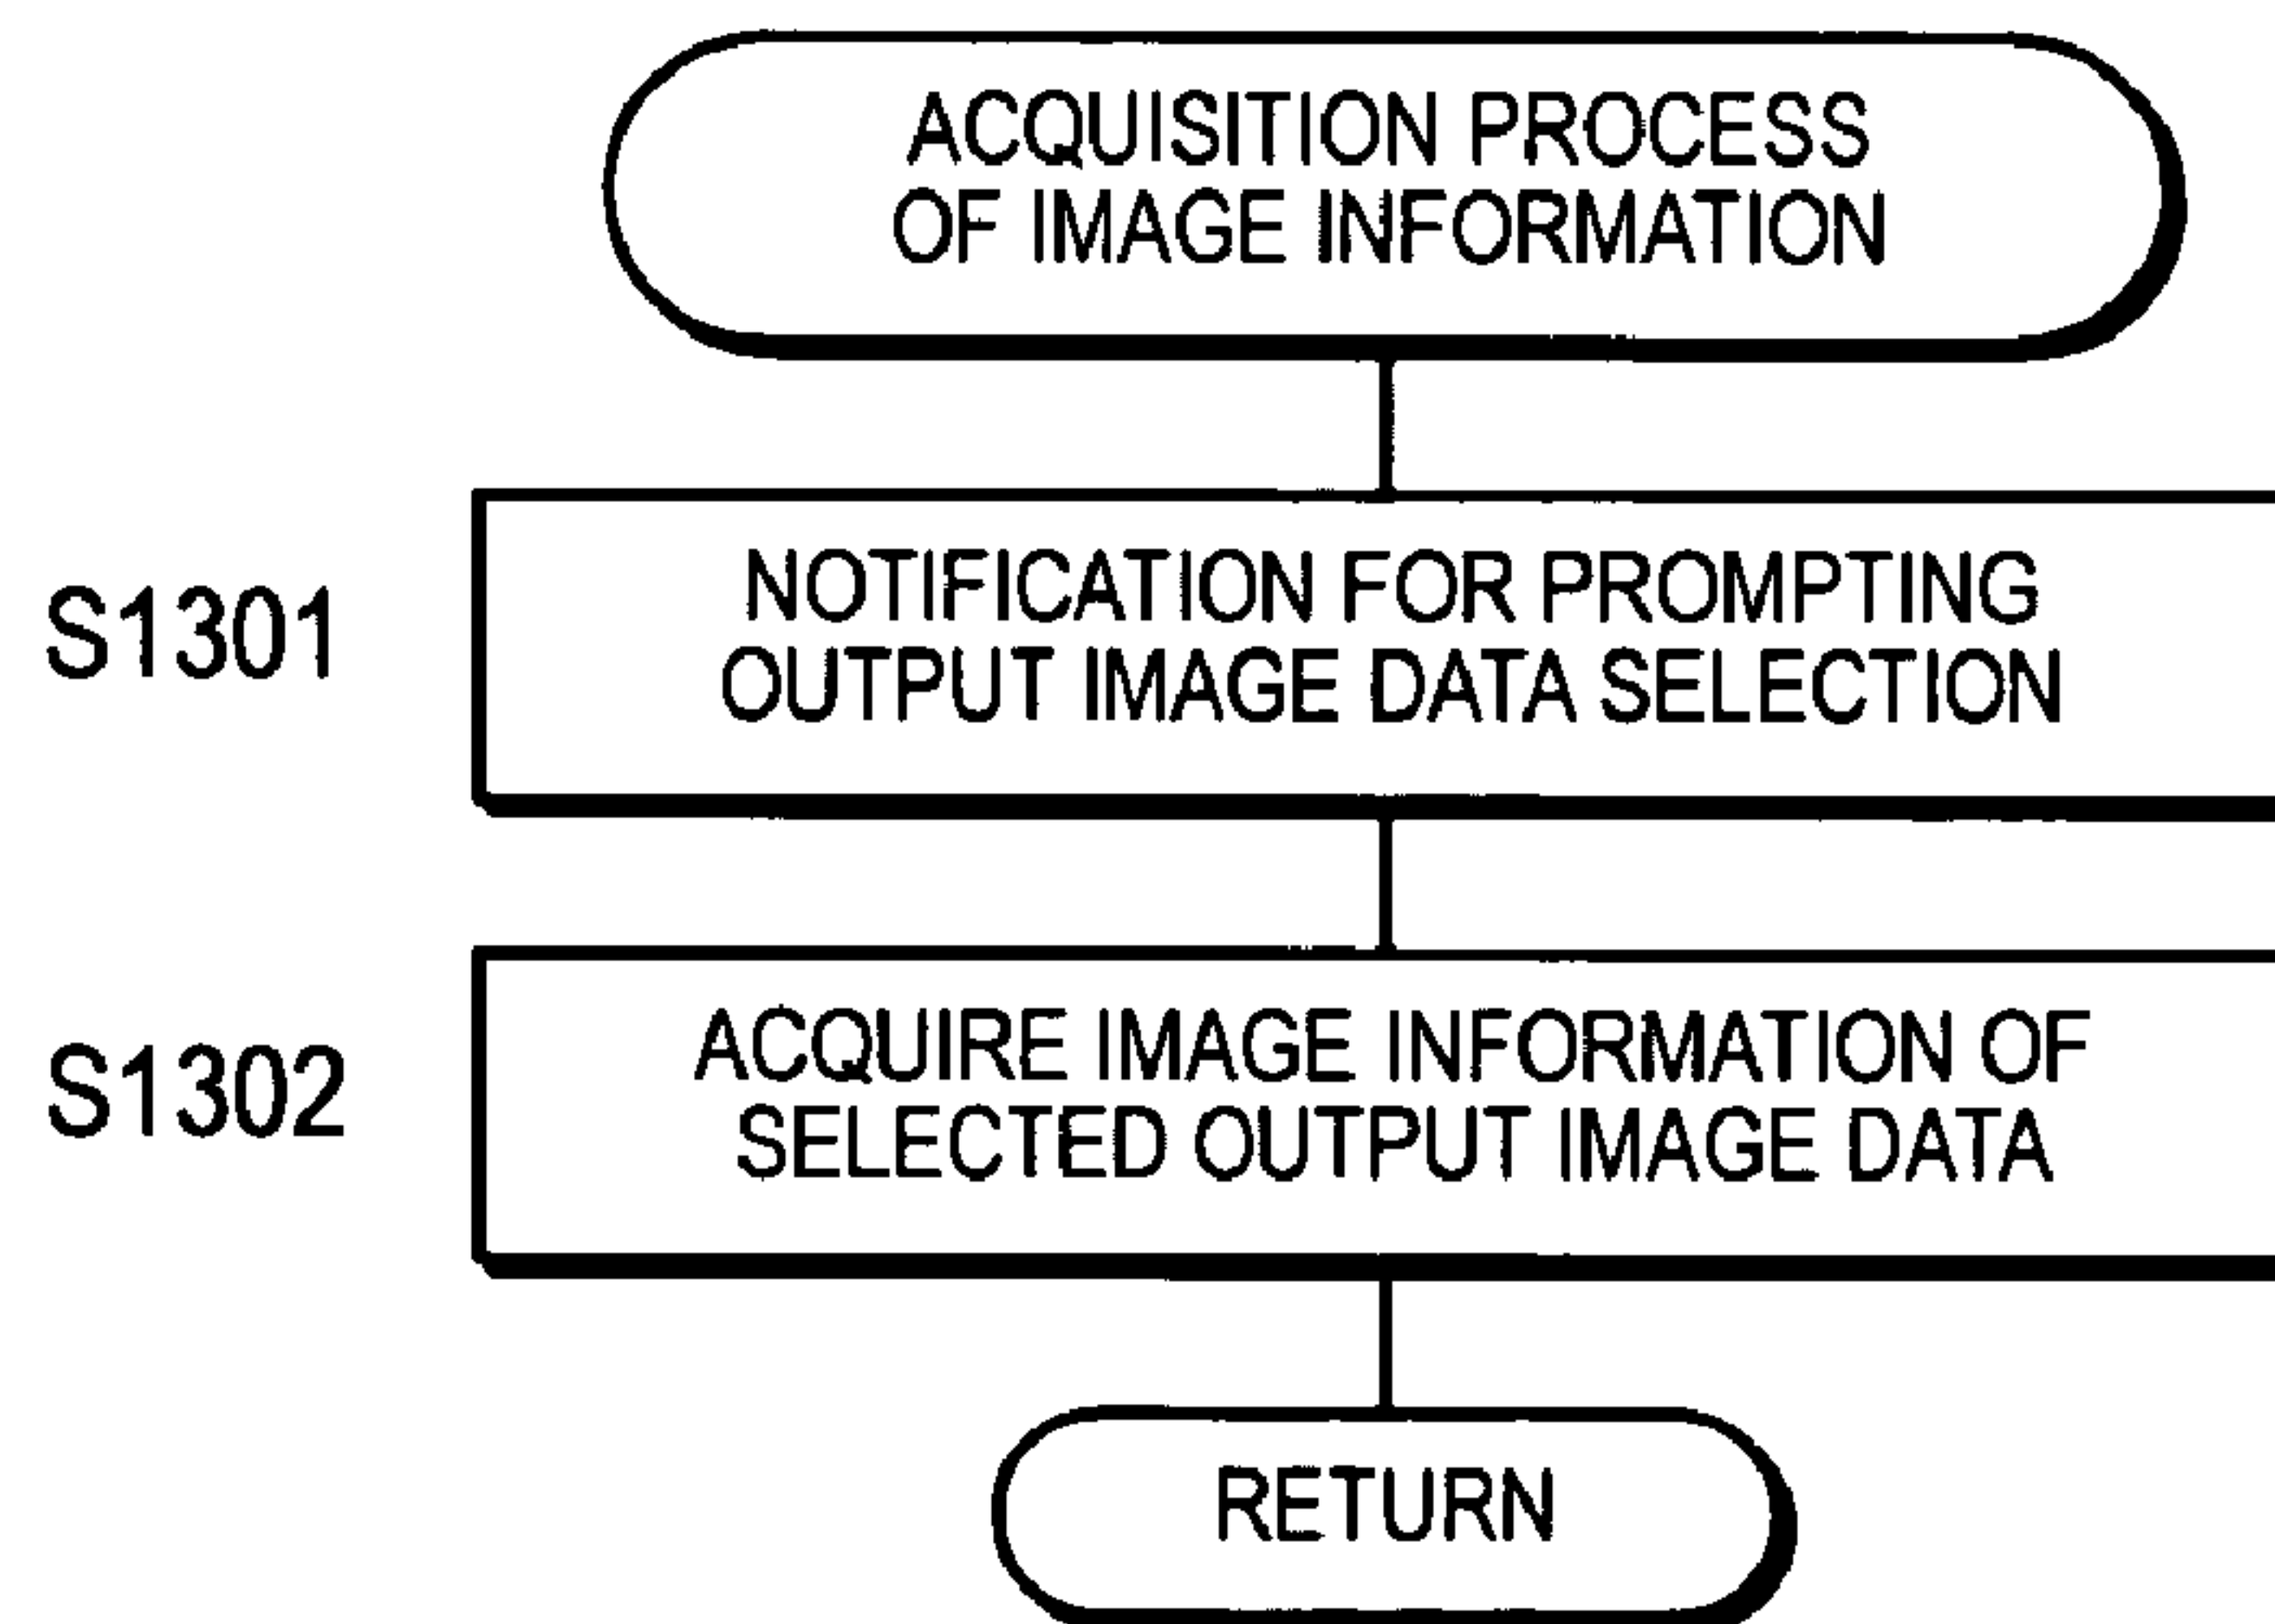 ACQUISITION PROCESS
OF IMAGE INFORMATION
S1301
NOTIFICATION FOR PROMPTING
OUTPUT IMAGE DATA SELECTION
S1302
ACQUIRE IMAGE INFORMATION OF
SELECTED OUTPUT IMAGE DATA
RETURN